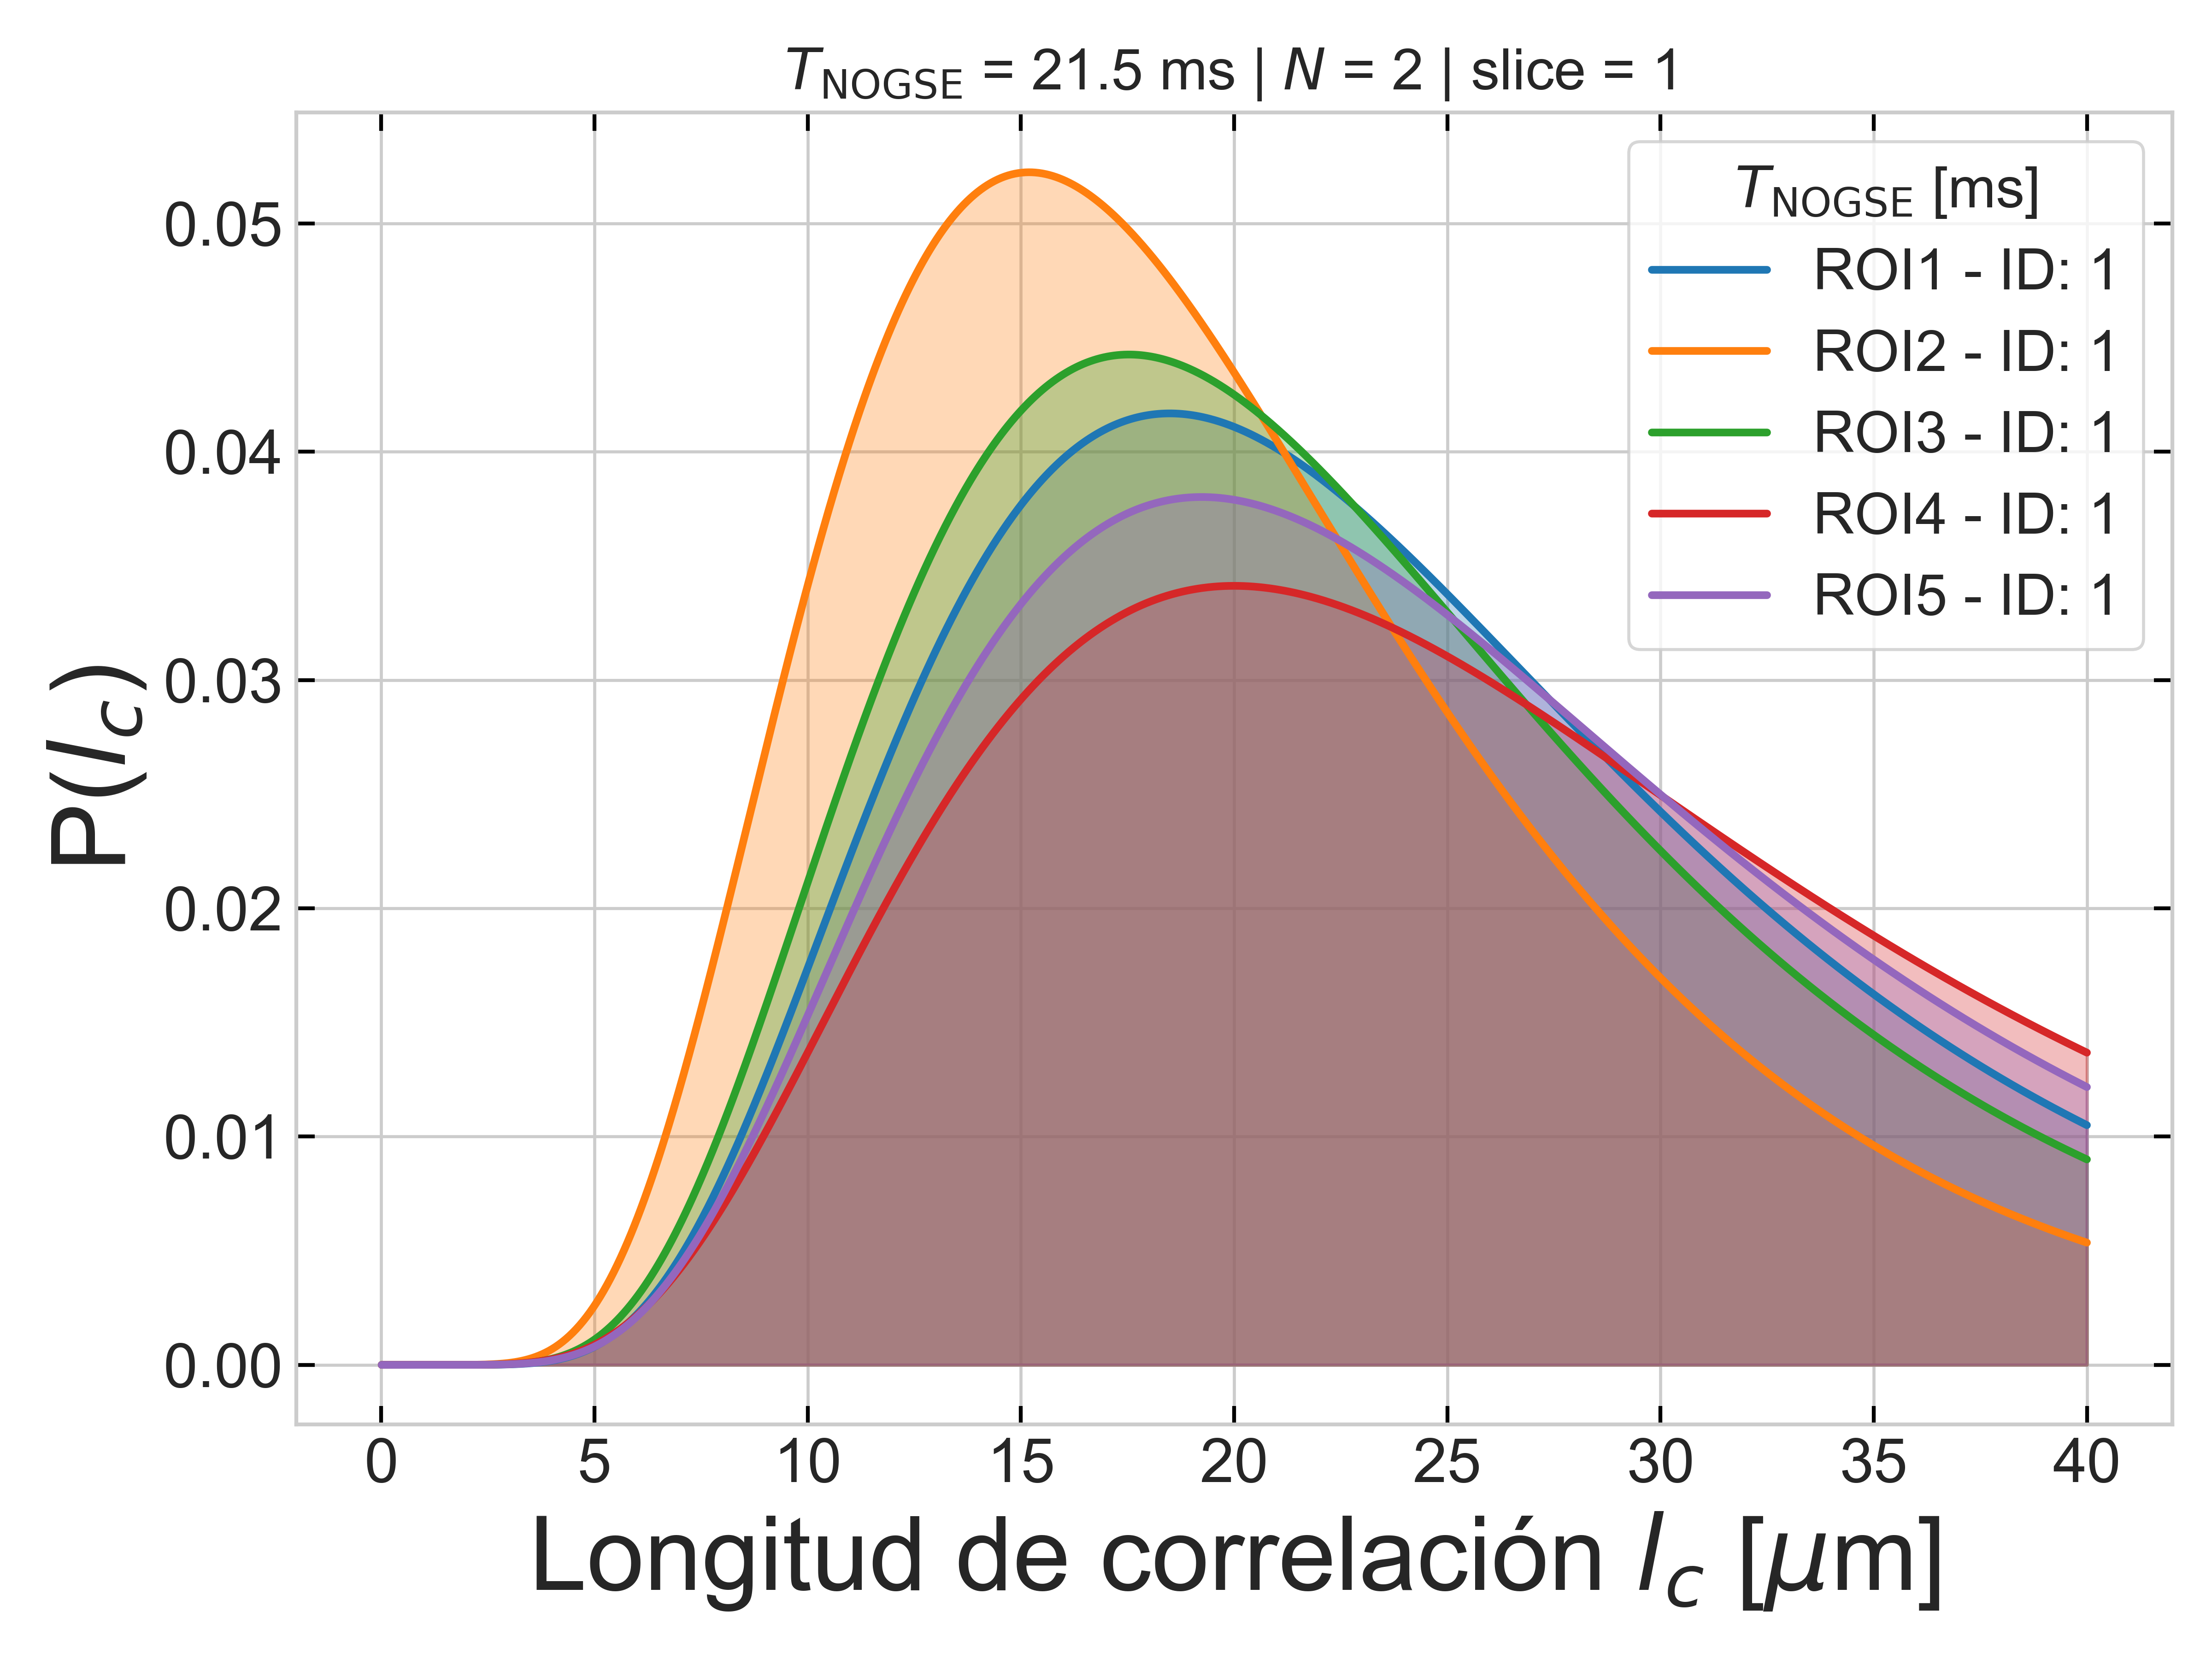 T_NOGSE = 21.5 ms | N = 2 | slice = 1
T_NOGSE [ms]
ROI1 - ID: 1
ROI2 - ID: 1
ROI3 - ID: 1
ROI4 - ID: 1
ROI5 - ID: 1
P(l_c)
0.05
0.04
0.03
0.02
0.01
0.00
0 5 10 15 20 25 30 35 40
Longitud de correlación l_c [μm]